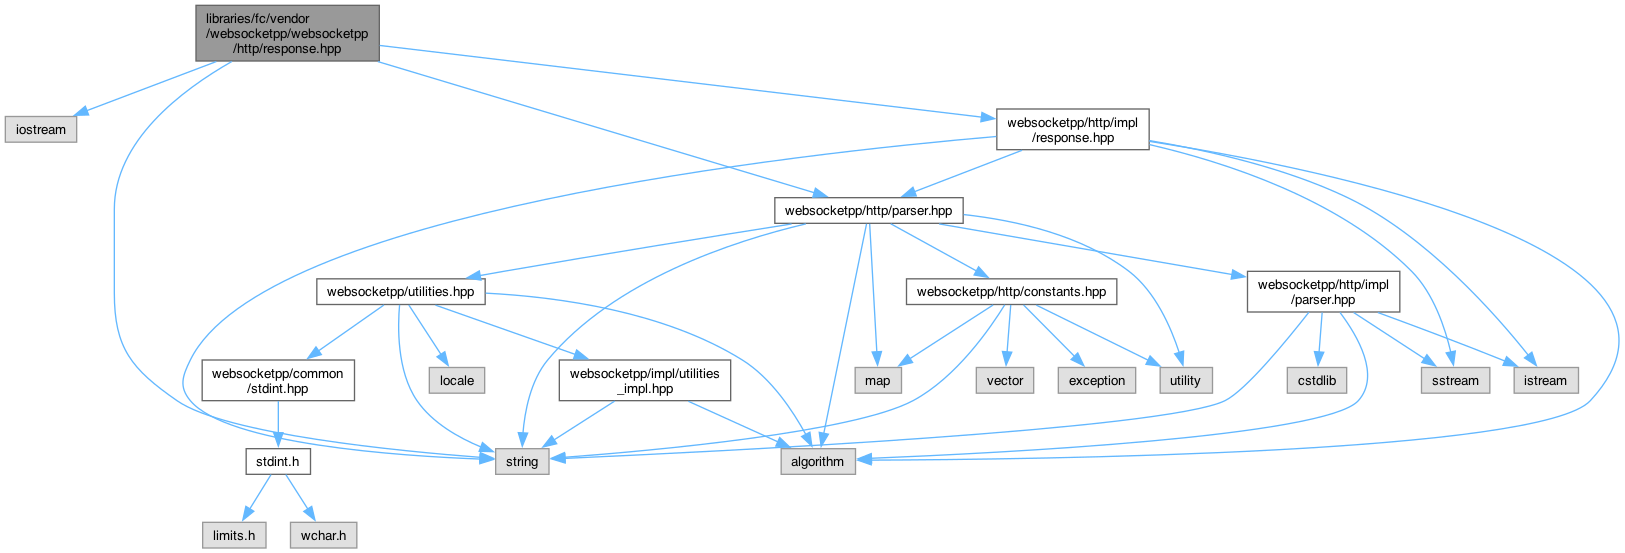 libraries/fc/vendor
/websocketpp/websocketpp
/http/response.hpp
iostream
websocketpp/http/impl
/response.hpp
websocketpp/http/parser.hpp
websocketpp/utilities.hpp
websocketpp/http/constants.hpp
websocketpp/http/impl
/parser.hpp
websocketpp/common
/stdint.hpp
locale
websocketpp/impl/utilities
_impl.hpp
map
vector
exception
utility
cstdlib
sstream
istream
stdint.h
string
algorithm
limits.h
wchar.h